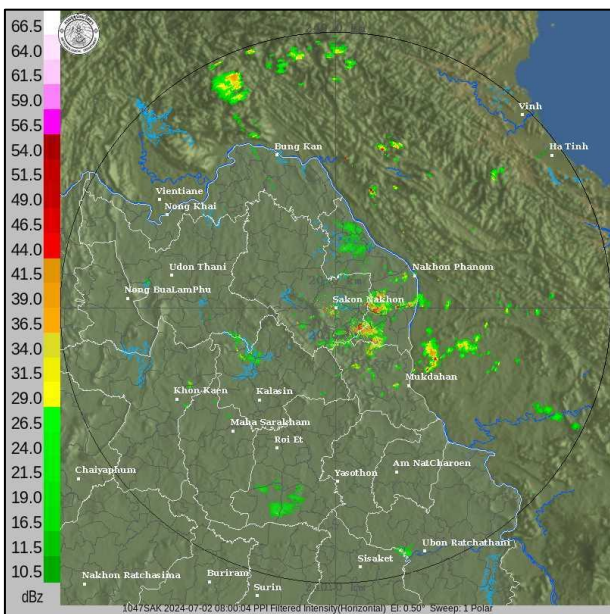 66.5
64.0
61.5
59.0
56.5
54.0
51.5
49.0
46.5
44.0
41.5
39.0
36.5
34.0
31.5
29.0
26.5
24.0
21.5
19.0
16.5
13.0
10.5
dBz
Vinh
Ha Tinh
Bung Kan
Vientiane
Nong Khai
Udon Thani
Nakhon Phanom
Nong BuaLamPhu
Sakon Nakhon
Mukdahan
Khon Kaen
Kalasin
Maha Sarakham
Roi Et
Chaiyaphum
Yasothon
Am NatCharoen
Ubon Ratchathani
Sisaket
Nakhon Ratchasima
Buriram
Surin
1047SAK 2024-07-02 08:00:04 PPI Filtered Intensity(Horizontal) El: 0.50° Sweep: 1 Polar